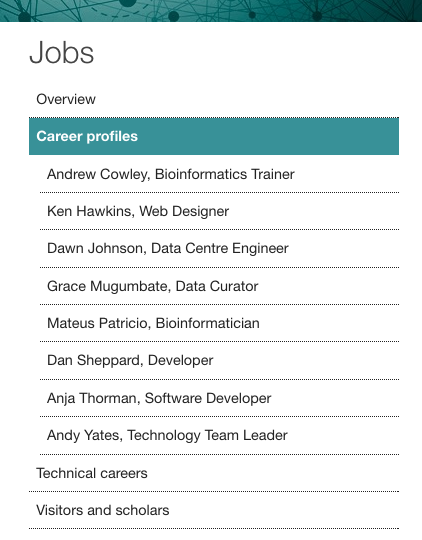 Jobs
Overview
Career profiles
Andrew Cowley, Bioinformatics Trainer
Ken Hawkins, Web Designer
Dawn Johnson, Data Centre Engineer
Grace Mugumbate, Data Curator
Mateus Patricio, Bioinformatician
Dan Sheppard, Developer
Anja Thorman, Software Developer
Andy Yates, Technology Team Leader
Technical careers
Visitors and scholars